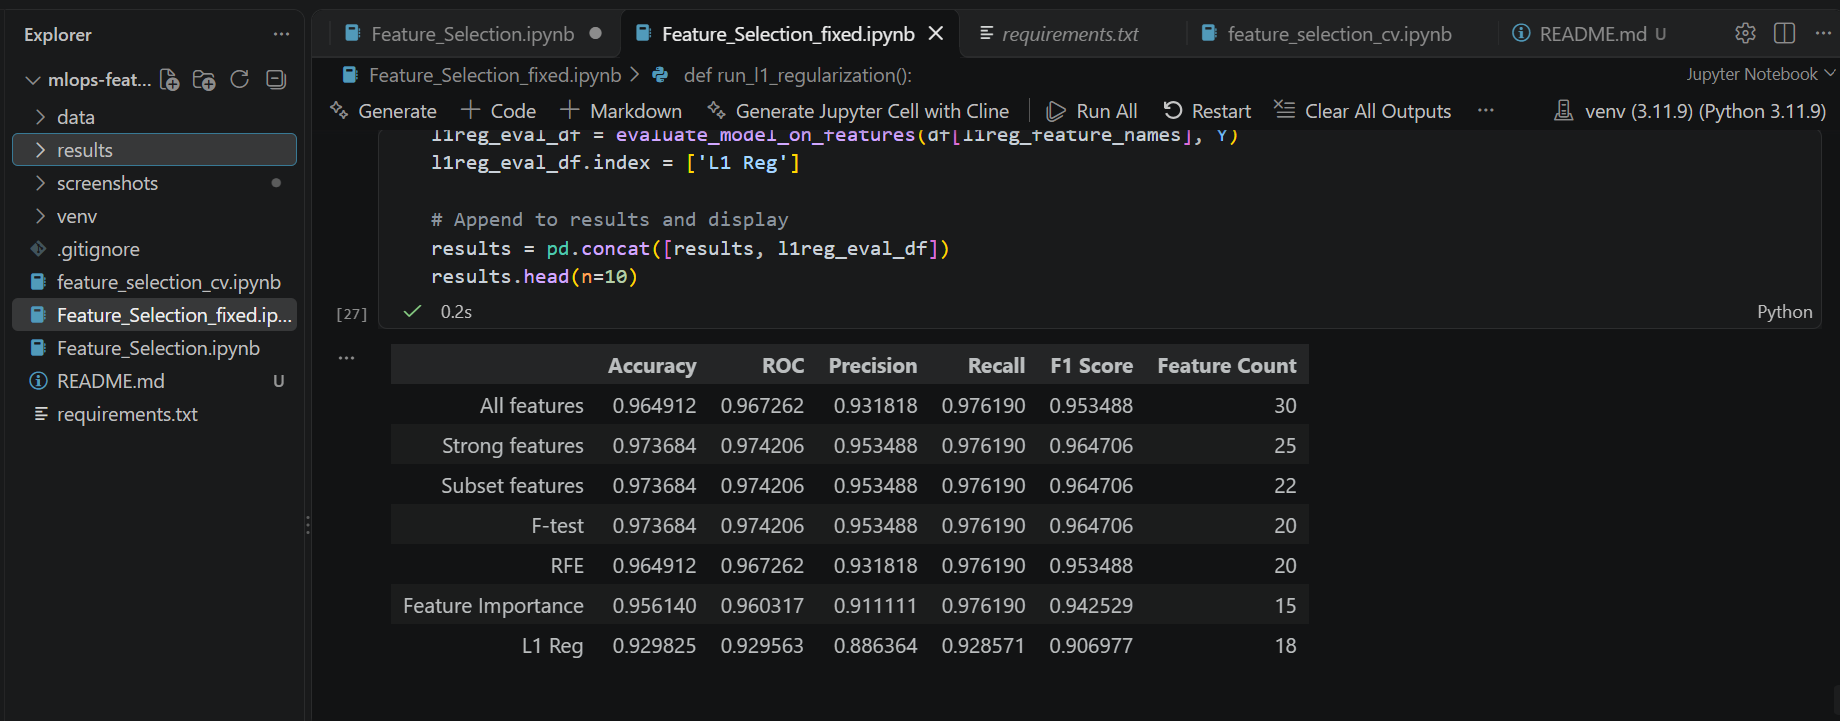 Explorer
Feature_Selection.ipynb
Feature_Selection_fixed.ipynb
requirements.txt
feature_selection_cv.ipynb
README.md U
mlops-feat...
Feature_Selection_fixed.ipynb > def run_l1_regularization():
Jupyter Notebook
Generate
Code
Markdown
Generate Jupyter Cell with Cline
Run All
Restart
Clear All Outputs
...
venv (3.11.9) (Python 3.11.9)
data
results
screenshots
venv
.gitignore
feature_selection_cv.ipynb
Feature_Selection_fixed.ip...
Feature_Selection.ipynb
README.md U
requirements.txt
l1reg_eval_df = evaluate_model_on_features(df[l1reg_feature_names], Y)
l1reg_eval_df.index = ['L1 Reg']
# Append to results and display
results = pd.concat([results, l1reg_eval_df])
results.head(n=10)
[27]
0.2s
Python
...
Accuracy ROC Precision Recall F1 Score Feature Count
All features 0.964912 0.967262 0.931818 0.976190 0.953488 30
Strong features 0.973684 0.974206 0.953488 0.976190 0.964706 25
Subset features 0.973684 0.974206 0.953488 0.976190 0.964706 22
F-test 0.973684 0.974206 0.953488 0.976190 0.964706 20
RFE 0.964912 0.967262 0.931818 0.976190 0.953488 20
Feature Importance 0.956140 0.960317 0.911111 0.976190 0.942529 15
L1 Reg 0.929825 0.929563 0.886364 0.928571 0.906977 18